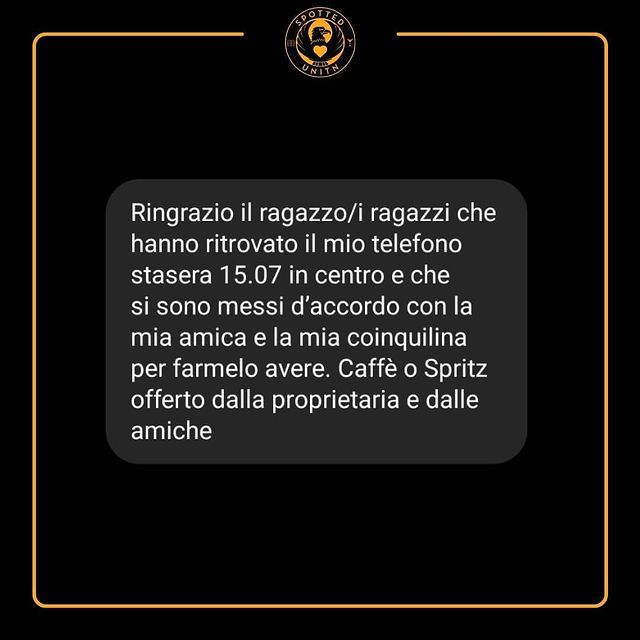 SPOTTED
UNITN
Ringrazio il ragazzo/i ragazzi che
hanno ritrovato il mio telefono
stasera 15.07 in centro e che
si sono messi d’accordo con la
mia amica e la mia coinquilina
per farmelo avere. Caffè o Spritz
offerto dalla proprietaria e dalle
amiche